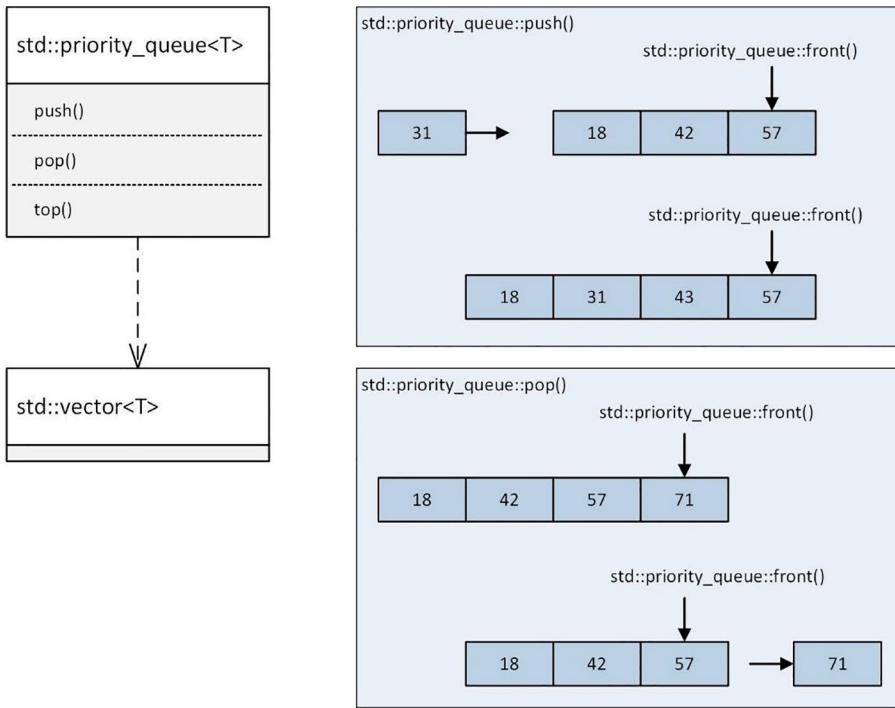 std::priority_queue<T>
push()
pop()
top()
std::vector<T>
std::priority_queue::push()
std::priority_queue::front()
31 18 42 57
std::priority_queue::front()
18 31 43 57
std::priority_queue::pop()
std::priority_queue::front()
18 42 57 71
std::priority_queue::front()
18 42 57 71